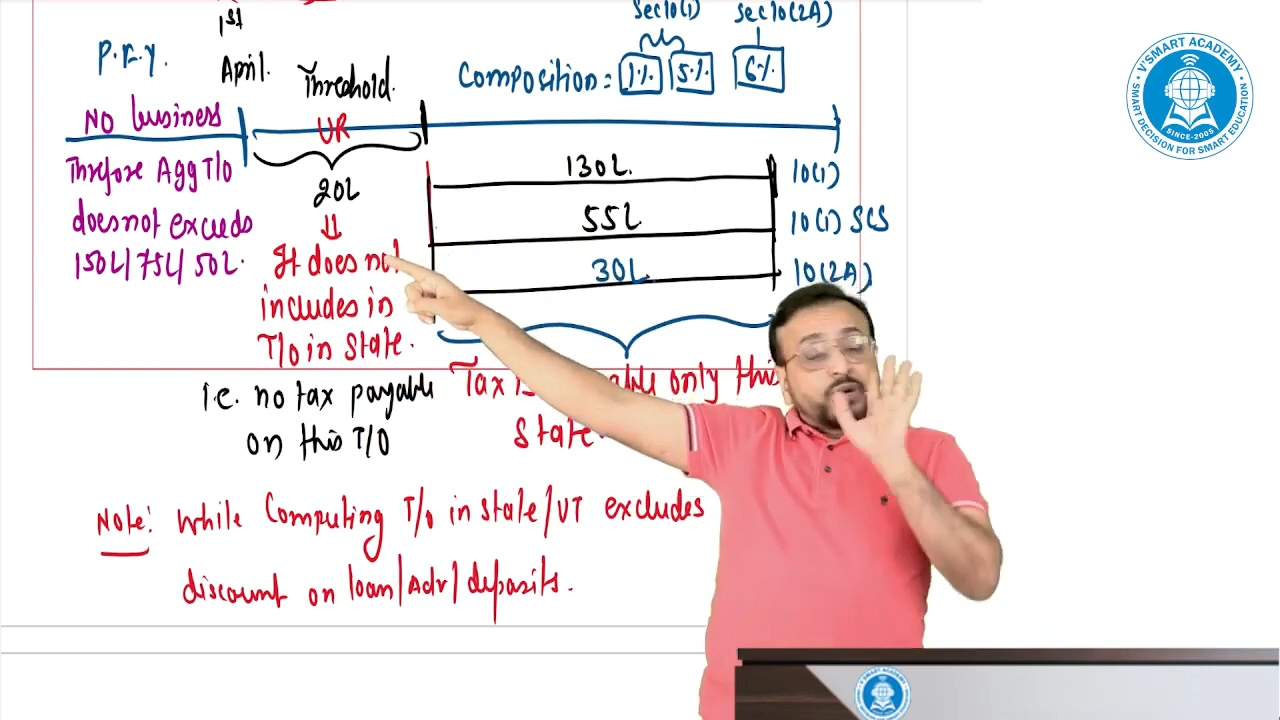 1st
April.
P.F.Y.
Threshold.
Sec10(1)
Sec10(2A)
Composition: 1% 5% 6%
No business
UR
Threfore Agg T/o
does not exceeds
150L/75L/50L.
20L
It does not
includes in
T/o in State.
i.e. no tax payable
on this T/O
130L. 10(1)
55L 10(1) SCS
30L 10(2A)
Tax is only this
State.
Note: While Computing T/o in state/UT excludes
discount on loan/Adv/deposits.
V'SMART ACADEMY
SINCE-2005
SMART DECISION FOR SMART EDUCATION